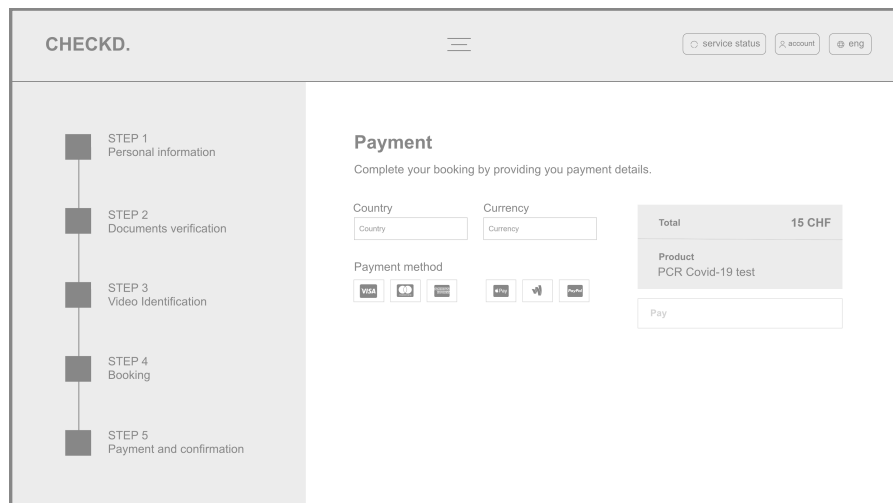 CHECKD.
service status
account
eng
STEP 1
Personal information
STEP 2
Documents verification
STEP 3
Video Identification
STEP 4
Booking
STEP 5
Payment and confirmation
Payment
Complete your booking by providing you payment details.
Country
Currency
Country
Currency
Payment method
VISA
Pay
PayPal
Total
15 CHF
Product
PCR Covid-19 test
Pay